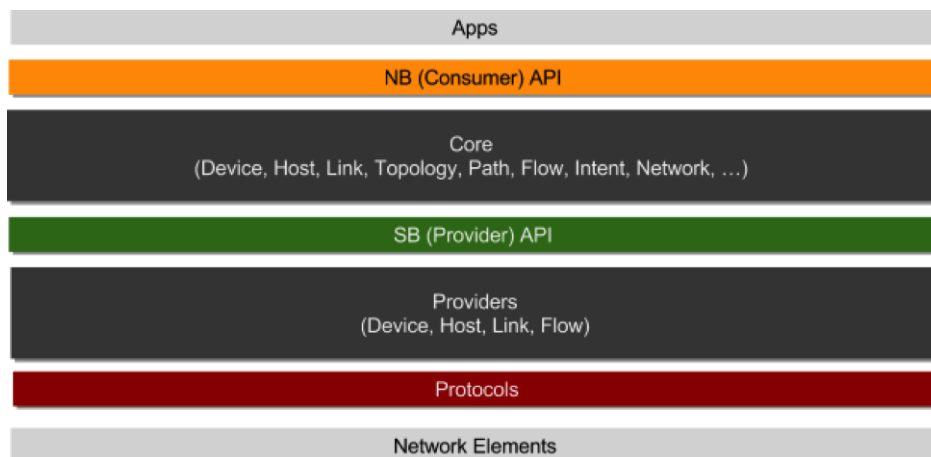 Apps
NB (Consumer) API
Core
(Device, Host, Link, Topology, Path, Flow, Intent, Network, …)
SB (Provider) API
Providers
(Device, Host, Link, Flow)
Protocols
Network Elements